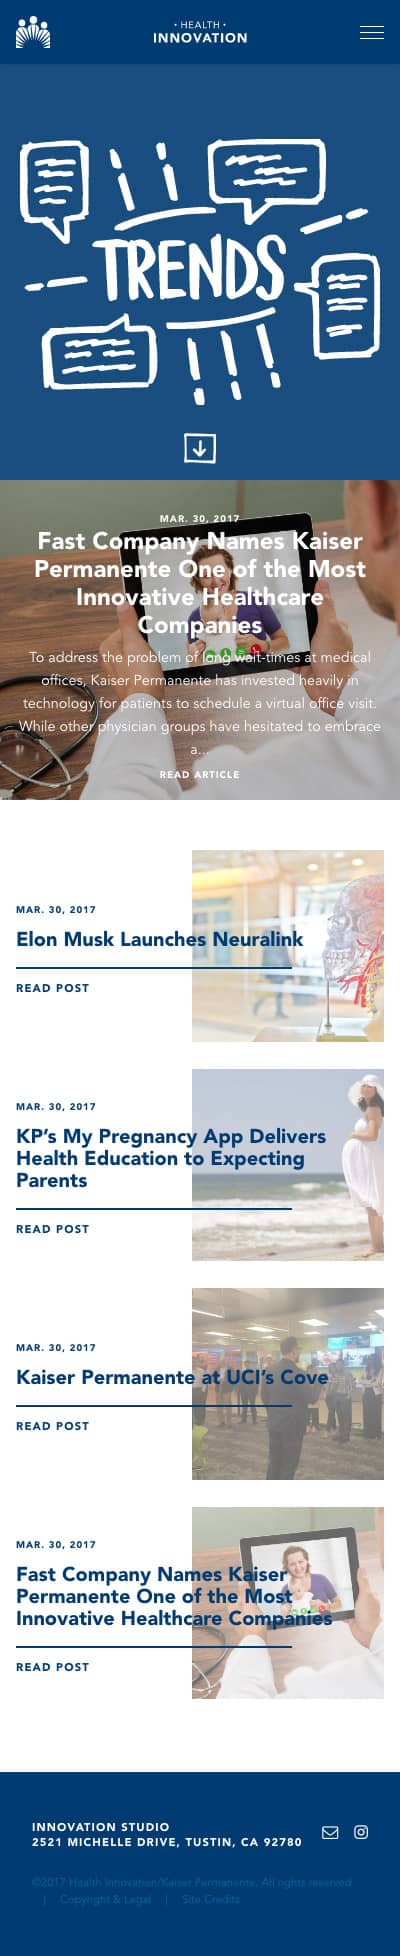 • HEALTH •
INNOVATION
TRENDS
MAR. 30, 2017
Fast Company Names Kaiser
Permanente One of the Most
Innovative Healthcare
Companies
To address the problem of long wait-times at medical
offices, Kaiser Permanente has invested heavily in
technology for patients to schedule a virtual office visit.
While other physician groups have hesitated to embrace
a...
READ ARTICLE
MAR. 30, 2017
Elon Musk Launches Neuralink
READ POST
MAR. 30, 2017
KP’s My Pregnancy App Delivers
Health Education to Expecting
Parents
READ POST
MAR. 30, 2017
Kaiser Permanente at UCI’s Cove
READ POST
MAR. 30, 2017
Fast Company Names Kaiser
Permanente One of the Most
Innovative Healthcare Companies
READ POST
INNOVATION STUDIO
2521 MICHELLE DRIVE, TUSTIN, CA 92780
©2017 Health Innovation/Kaiser Permanente. All rights reserved
| Copyright & Legal | Site Credits